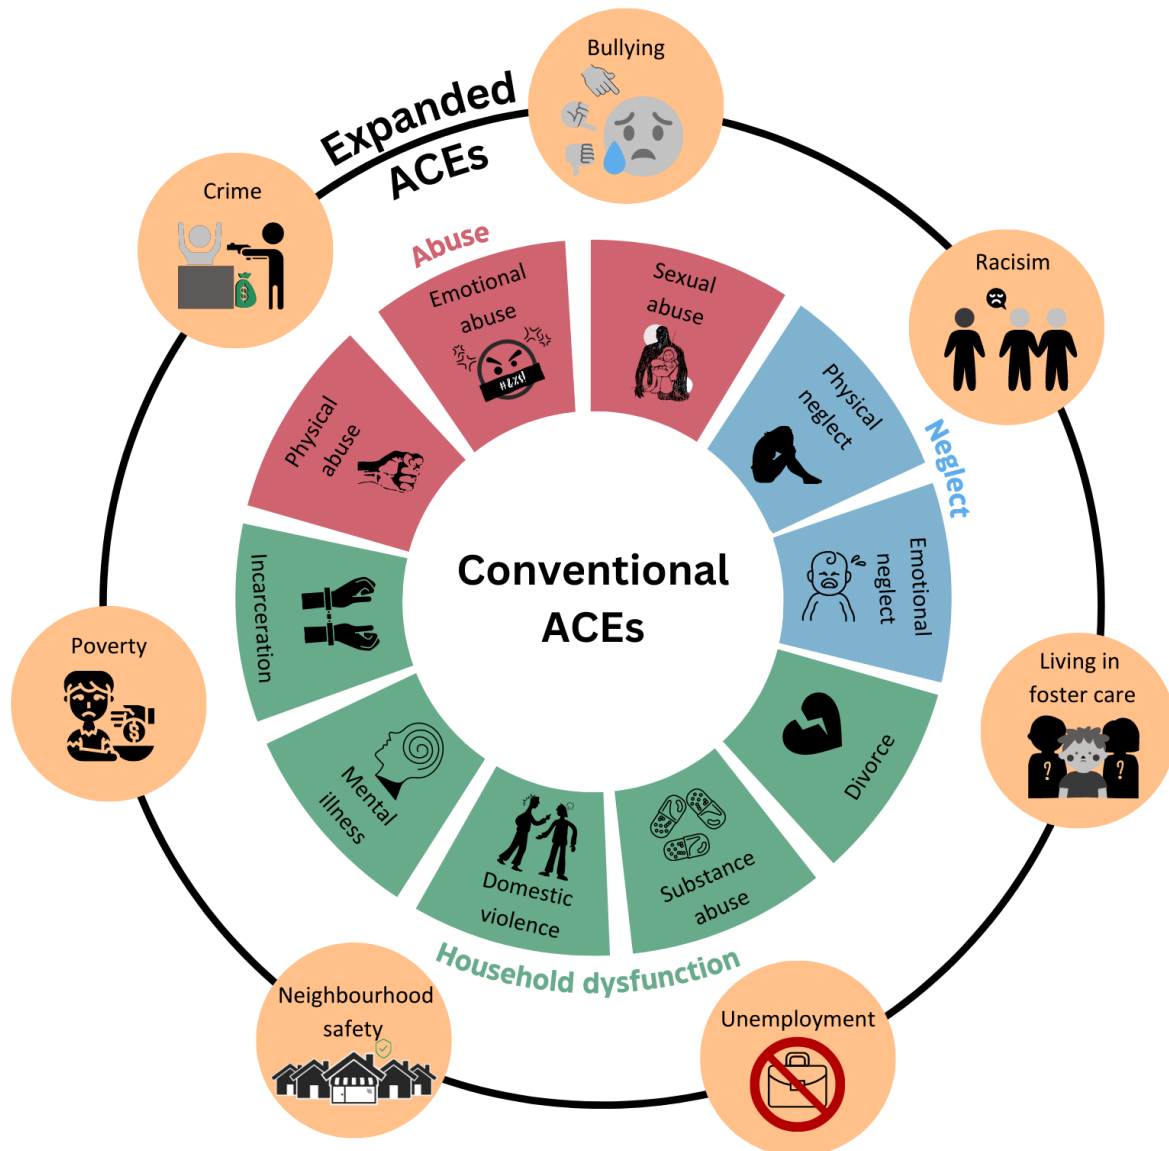 Expanded
ACEs
Bullying
Racisim
Living in
foster care
Unemployment
Neighbourhood
safety
Poverty
Crime
Abuse
Physical
abuse
Emotional
abuse
#&X!
Sexual
abuse
Neglect
Physical
neglect
Emotional
neglect
Household dysfunction
Divorce
Substance
abuse
Domestic
violence
Mental
illness
Incarceration
Conventional
ACEs
$
$
? ?